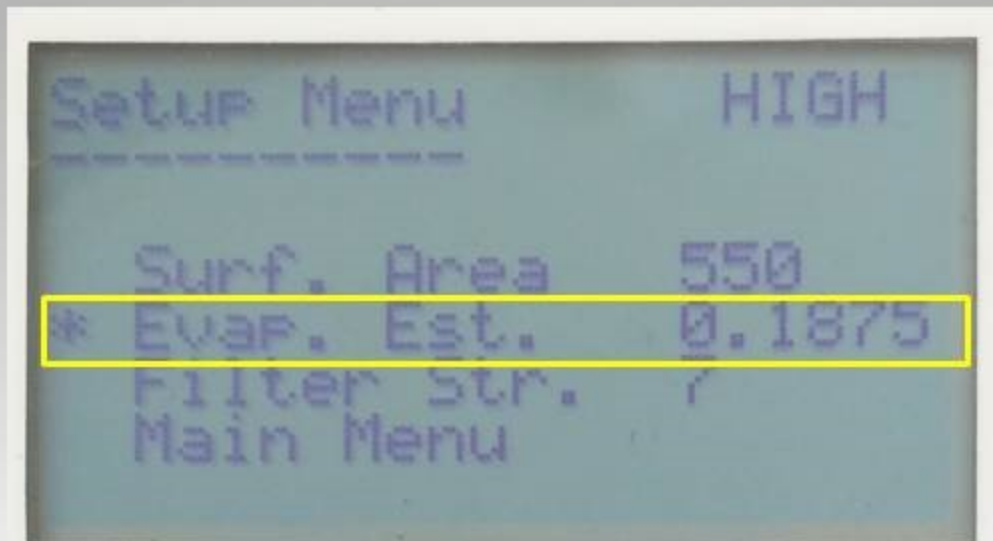 Setup Menu HIGH
-----------
Surf. Area 550
* Evap. Est. 0.1875
Filter Str. 7
Main Menu